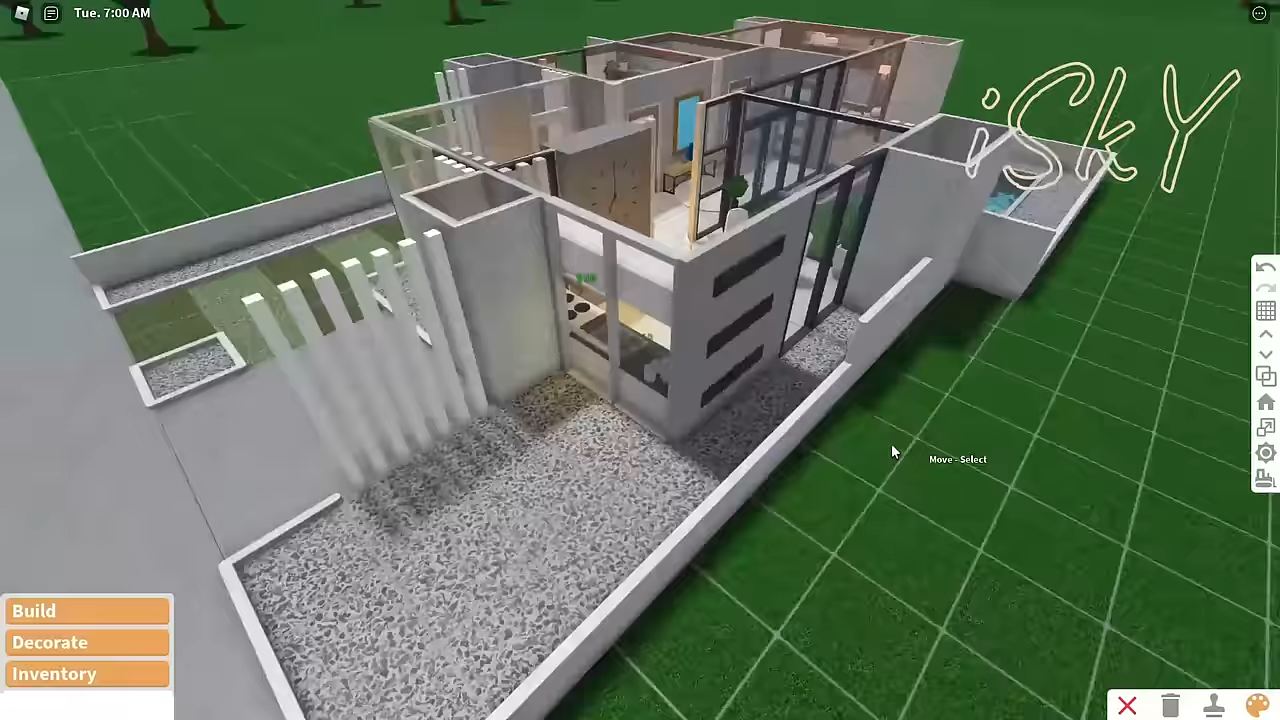 Tue. 7:00 AM
iSkY
Move - Select
Build
Decorate
Inventory